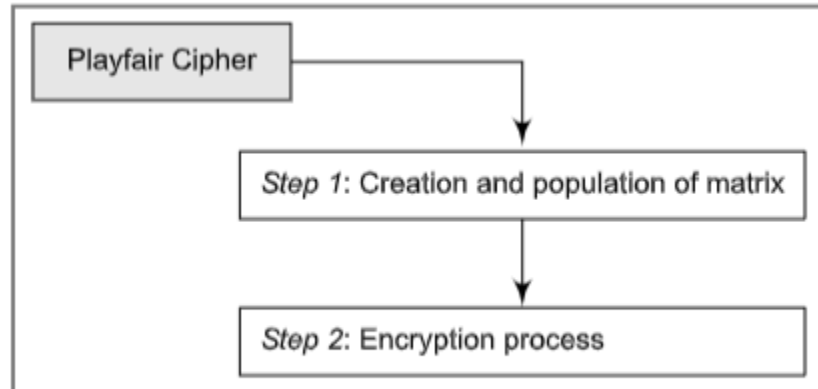 Playfair Cipher
Step 1: Creation and population of matrix
Step 2: Encryption process